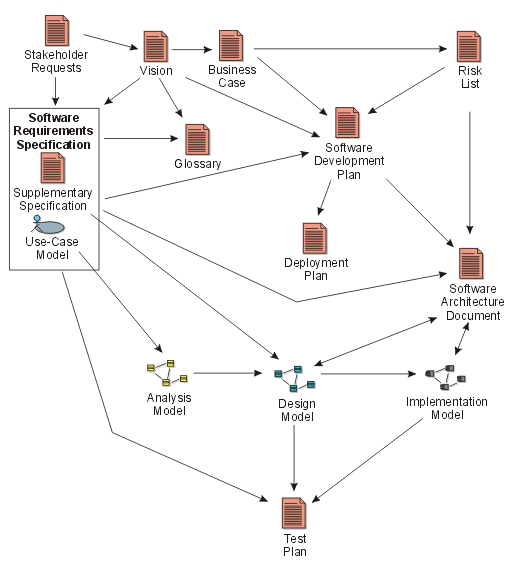 Stakeholder
Requests
Vision
Business
Case
Risk
List
Software
Requirements
Specification
Supplementary
Specification
Use-Case
Model
Glossary
Software
Development
Plan
Deployment
Plan
Software
Architecture
Document
Analysis
Model
Design
Model
Implementation
Model
Test
Plan